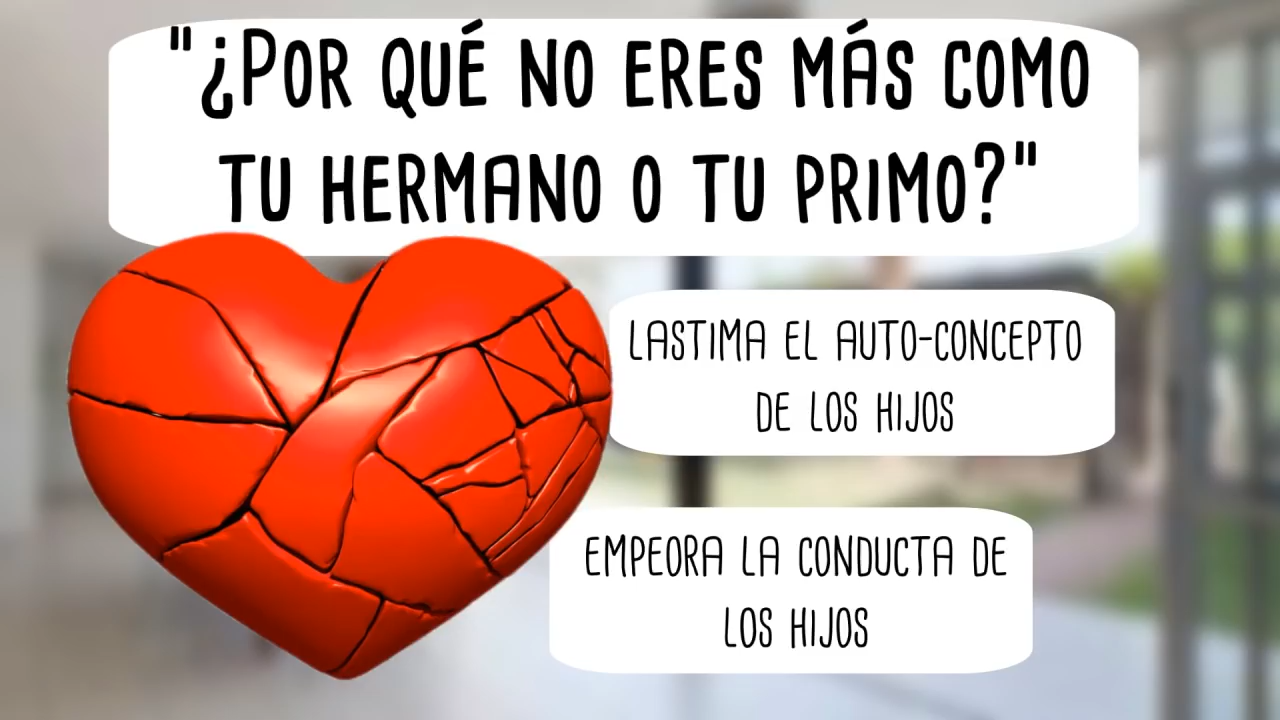 "¿POR QUÉ NO ERES MÁS COMO
TU HERMANO O TU PRIMO?"
LASTIMA EL AUTO-CONCEPTO
DE LOS HIJOS
EMPEORA LA CONDUCTA DE
LOS HIJOS